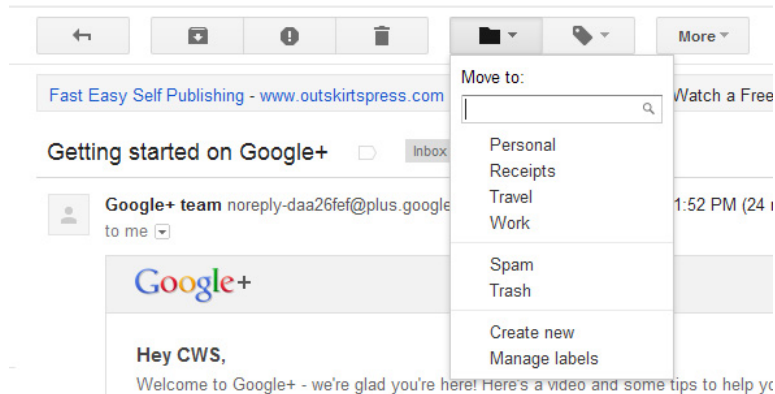 More
Move to:
Fast Easy Self Publishing - www.outskirtspress.com
Watch a Free
Getting started on Google+
Inbox
Personal
Receipts
Travel
Work
Spam
Trash
Create new
Manage labels
Google+ team noreply-daa26fef@plus.google
1:52 PM (24
to me
Google+
Hey CWS,
Welcome to Google+ - we're glad you're here! Here's a video and some tips to help